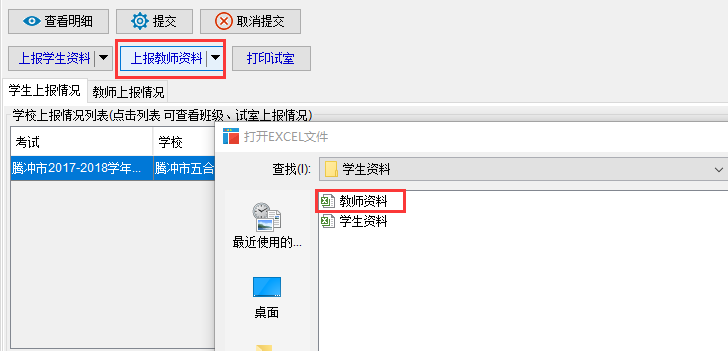 查看明细 提交 取消提交
上报学生资料 上报教师资料 打印试室
学生上报情况 教师上报情况
学校上报情况列表(点击列表 可查看班级、试室上报情况)
考试 学校
腾冲市2017-2018学年... 腾冲市五合
打开EXCEL文件
查找(I): 学生资料
教师资料
学生资料
最近使用的...
桌面